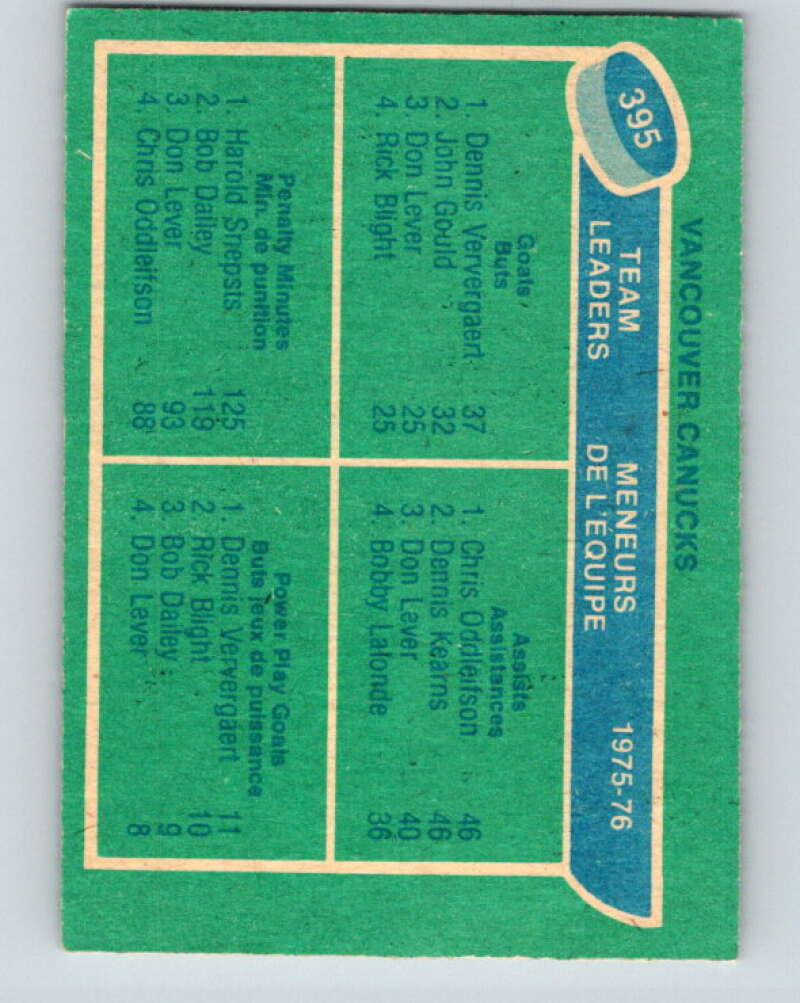 VANCOUVER CANUCKS
395
TEAM LEADERS
MENEURS DE L'ÉQUIPE
1975-76
Goals
Buts
1. Dennis Ververgaert 37
2. John Gould 32
3. Don Lever 25
4. Rick Blight 25
Assists
Assistances
1. Chris Oddleifson 46
2. Dennis Kearns 46
3. Don Lever 40
4. Bobby Lalonde 36
Penalty Minutes
Min. de punition
1. Harold Snepsts 125
2. Bob Dailey 119
3. Don Lever 93
4. Chris Oddleifson 88
Power Play Goals
Buts jeux de puissance
1. Dennis Ververgaert 11
2. Rick Blight 10
3. Bob Dailey 9
4. Don Lever 8